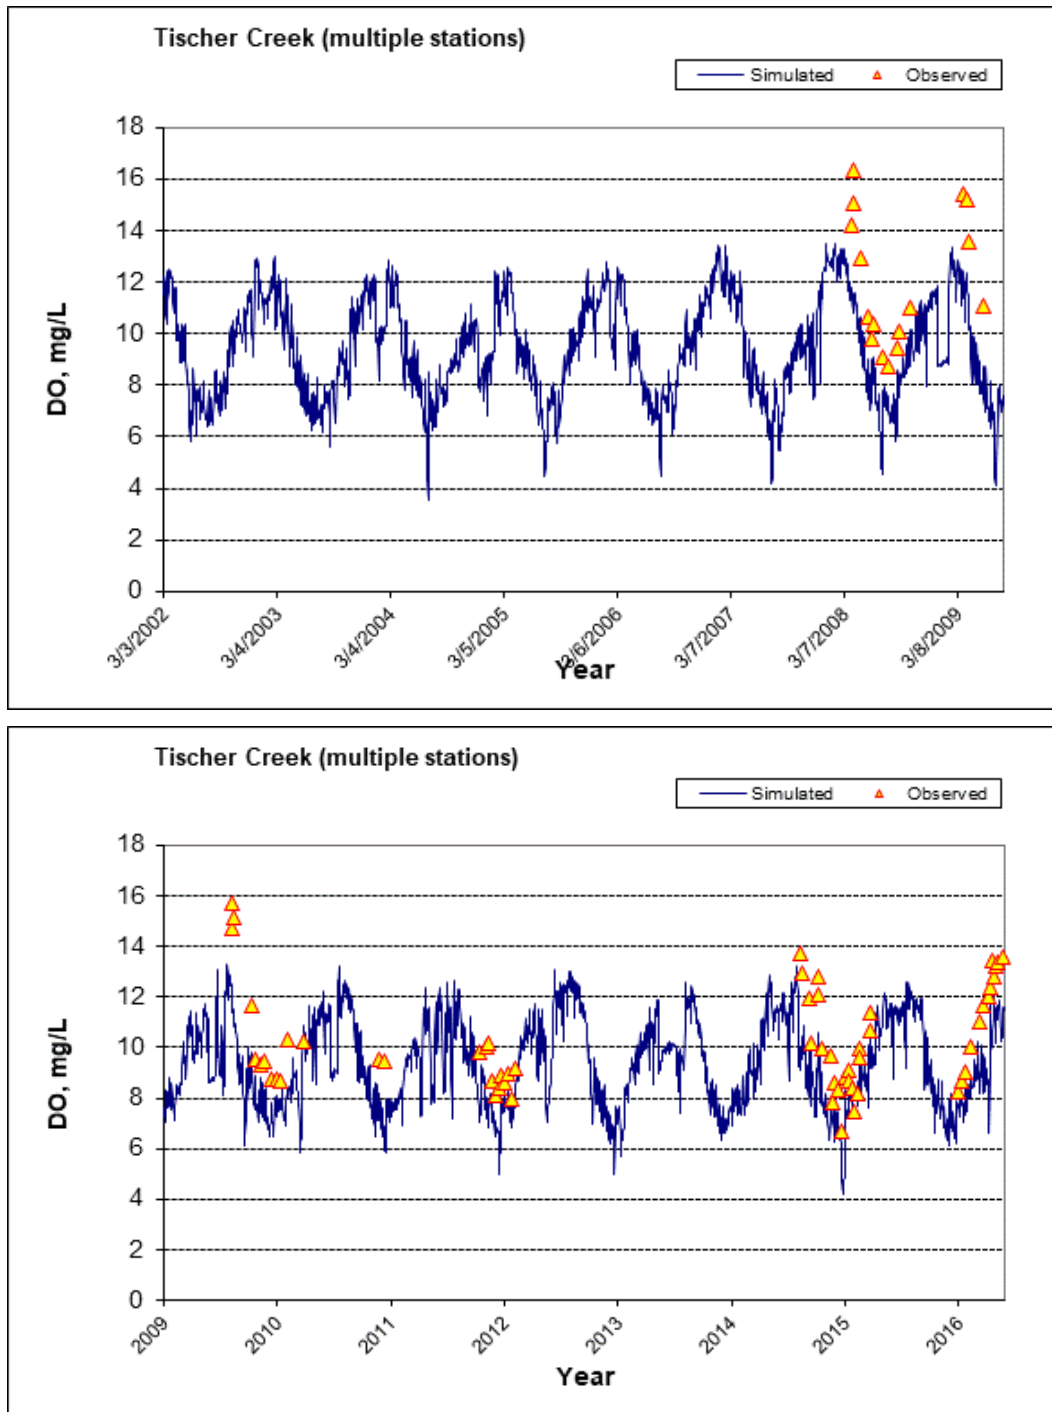 Tischer Creek (multiple stations)
Simulated Observed
18
16
14
12
10
8
6
4
2
0
DO, mg/L
3/3/2002 3/4/2003 3/4/2004 3/5/2005 3/6/2006 3/7/2007 3/7/2008 3/8/2009
Year
Tischer Creek (multiple stations)
Simulated Observed
18
16
14
12
10
8
6
4
2
0
DO, mg/L
2009 2010 2011 2012 2013 2014 2015 2016
Year